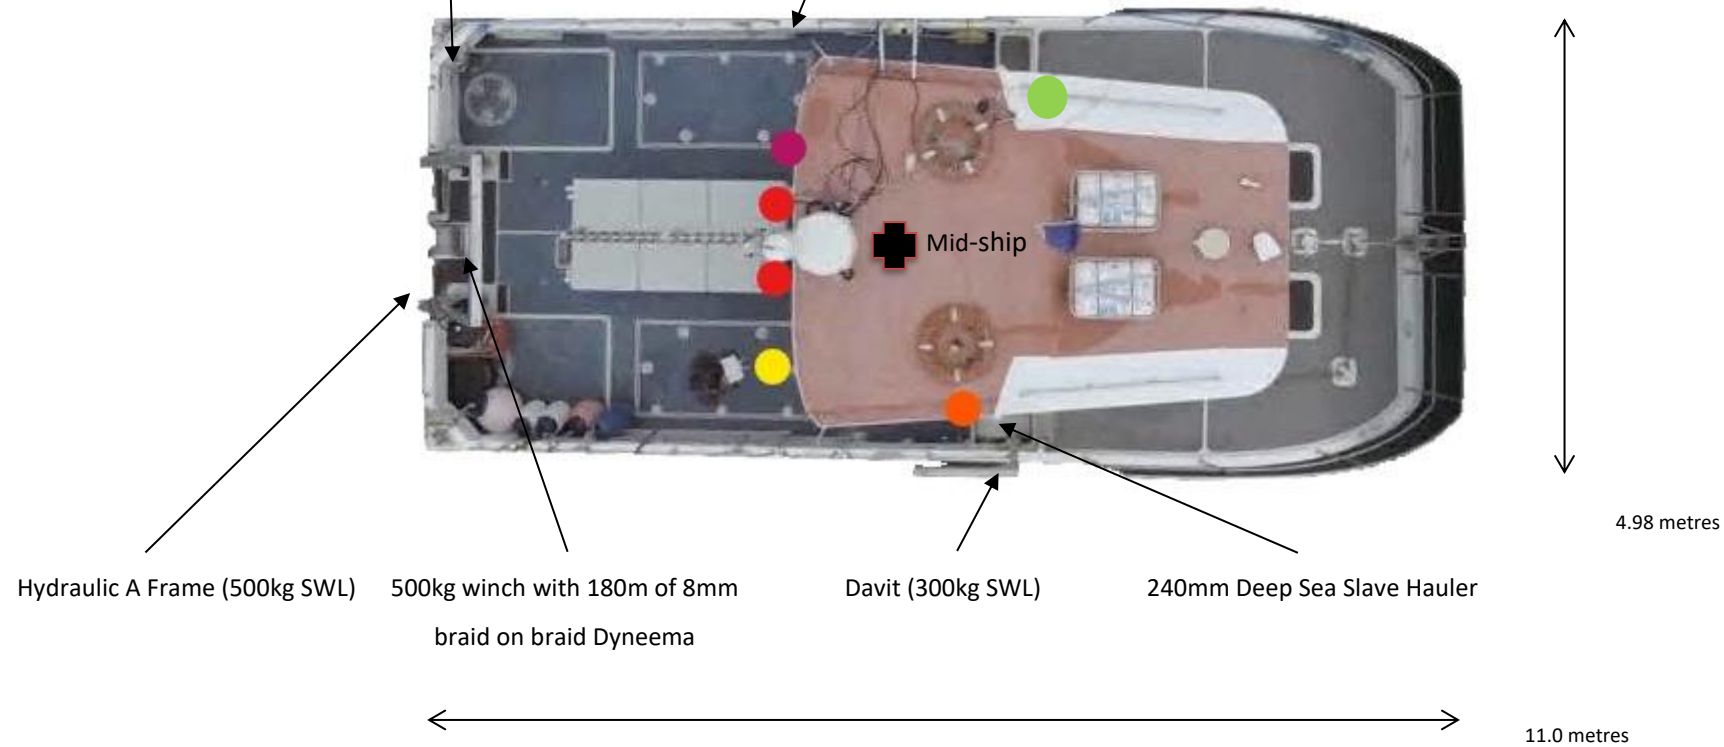 Mid-ship
4.98 metres
Hydraulic A Frame (500kg SWL)
500kg winch with 180m of 8mm
braid on braid Dyneema
Davit (300kg SWL)
240mm Deep Sea Slave Hauler
11.0 metres